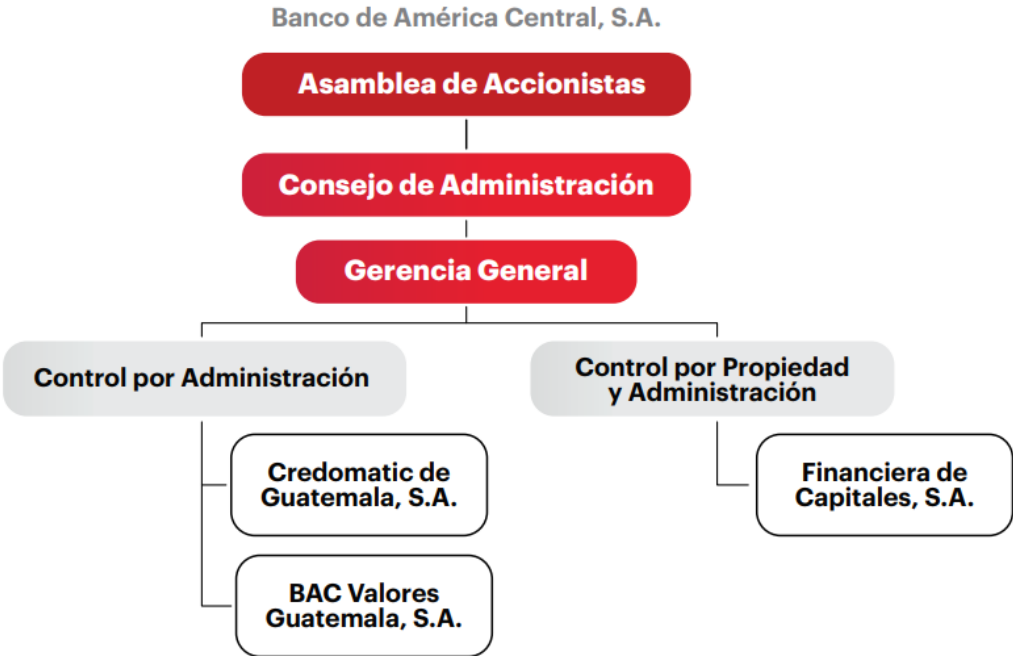 Banco de América Central, S.A.
Asamblea de Accionistas
Consejo de Administración
Gerencia General
Control por Administración
Credomatic de
Guatemala, S.A.
BAC Valores
Guatemala, S.A.
Control por Propiedad
y Administración
Financiera de
Capitales, S.A.